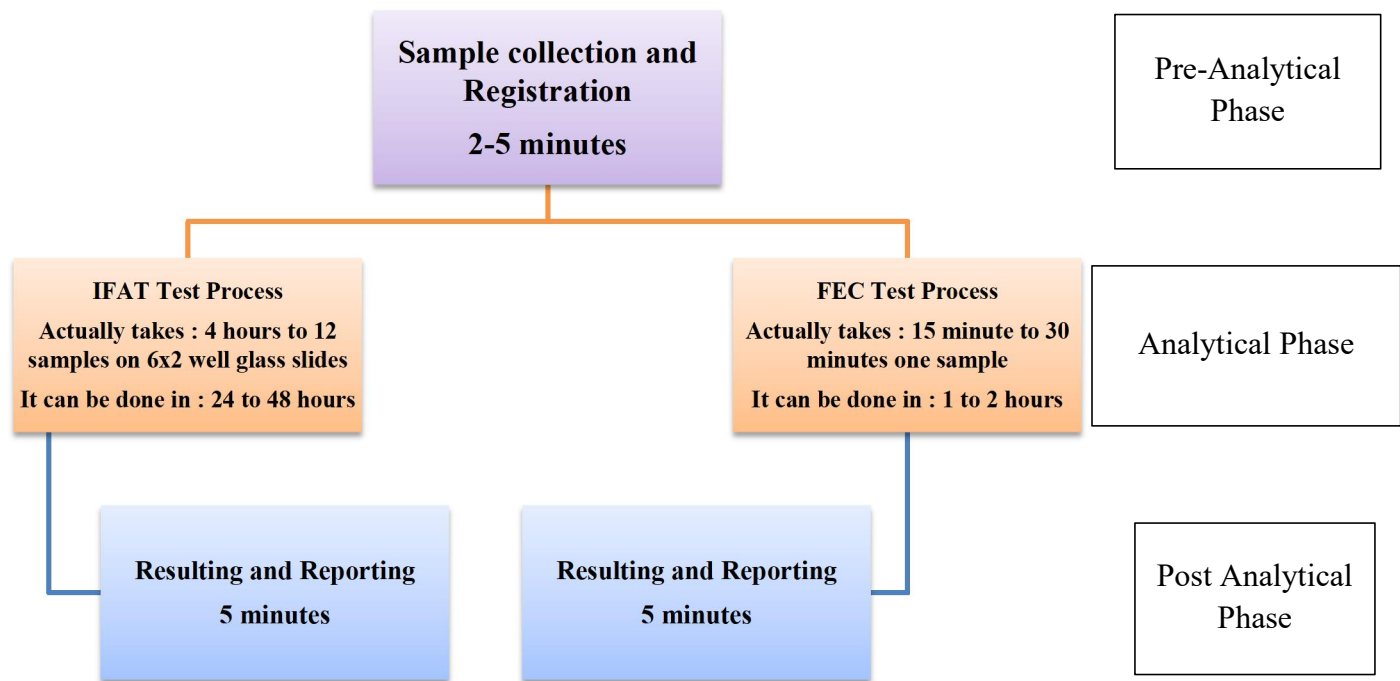 Sample collection and
Registration
2-5 minutes
Pre-Analytical
Phase
IFAT Test Process
Actually takes : 4 hours to 12
samples on 6x2 well glass slides
It can be done in : 24 to 48 hours
FEC Test Process
Actually takes : 15 minute to 30
minutes one sample
It can be done in : 1 to 2 hours
Analytical Phase
Resulting and Reporting
5 minutes
Resulting and Reporting
5 minutes
Post Analytical
Phase